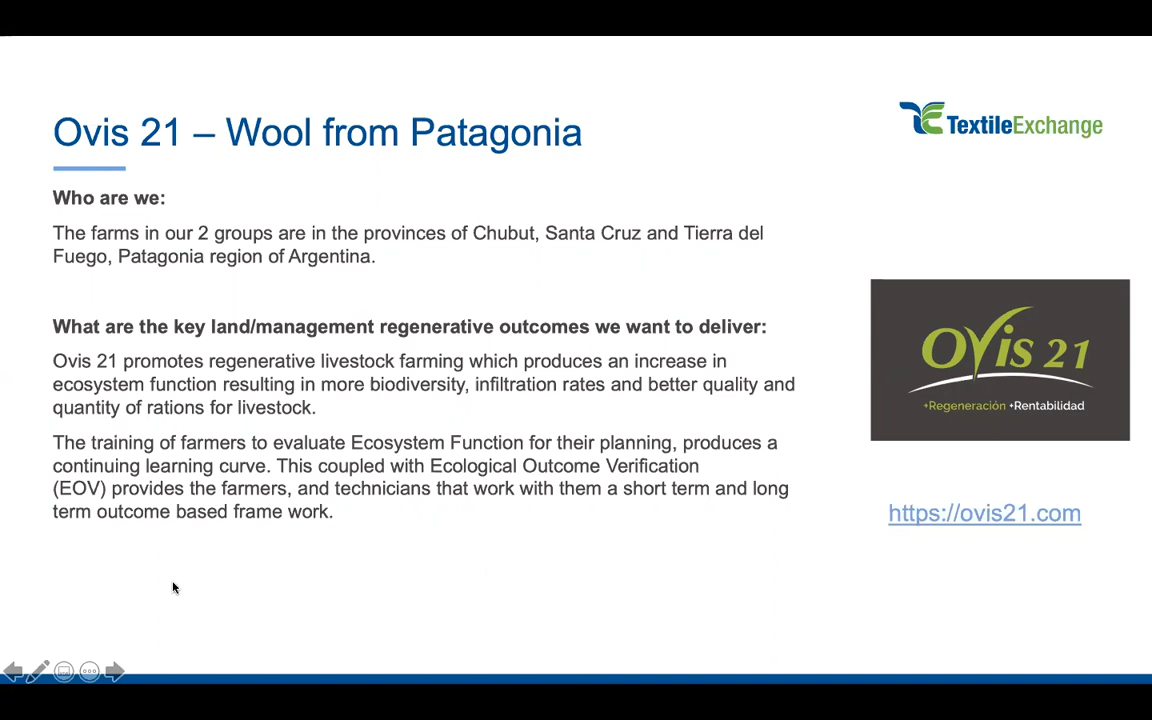 Ovis 21 – Wool from Patagonia
TextileExchange
Who are we:
The farms in our 2 groups are in the provinces of Chubut, Santa Cruz and Tierra del
Fuego, Patagonia region of Argentina.
What are the key land/management regenerative outcomes we want to deliver:
Ovis 21 promotes regenerative livestock farming which produces an increase in
ecosystem function resulting in more biodiversity, infiltration rates and better quality and
quantity of rations for livestock.
The training of farmers to evaluate Ecosystem Function for their planning, produces a
continuing learning curve. This coupled with Ecological Outcome Verification
(EOV) provides the farmers, and technicians that work with them a short term and long
term outcome based frame work.
Ovis 21
+Regeneración +Rentabilidad
https://ovis21.com